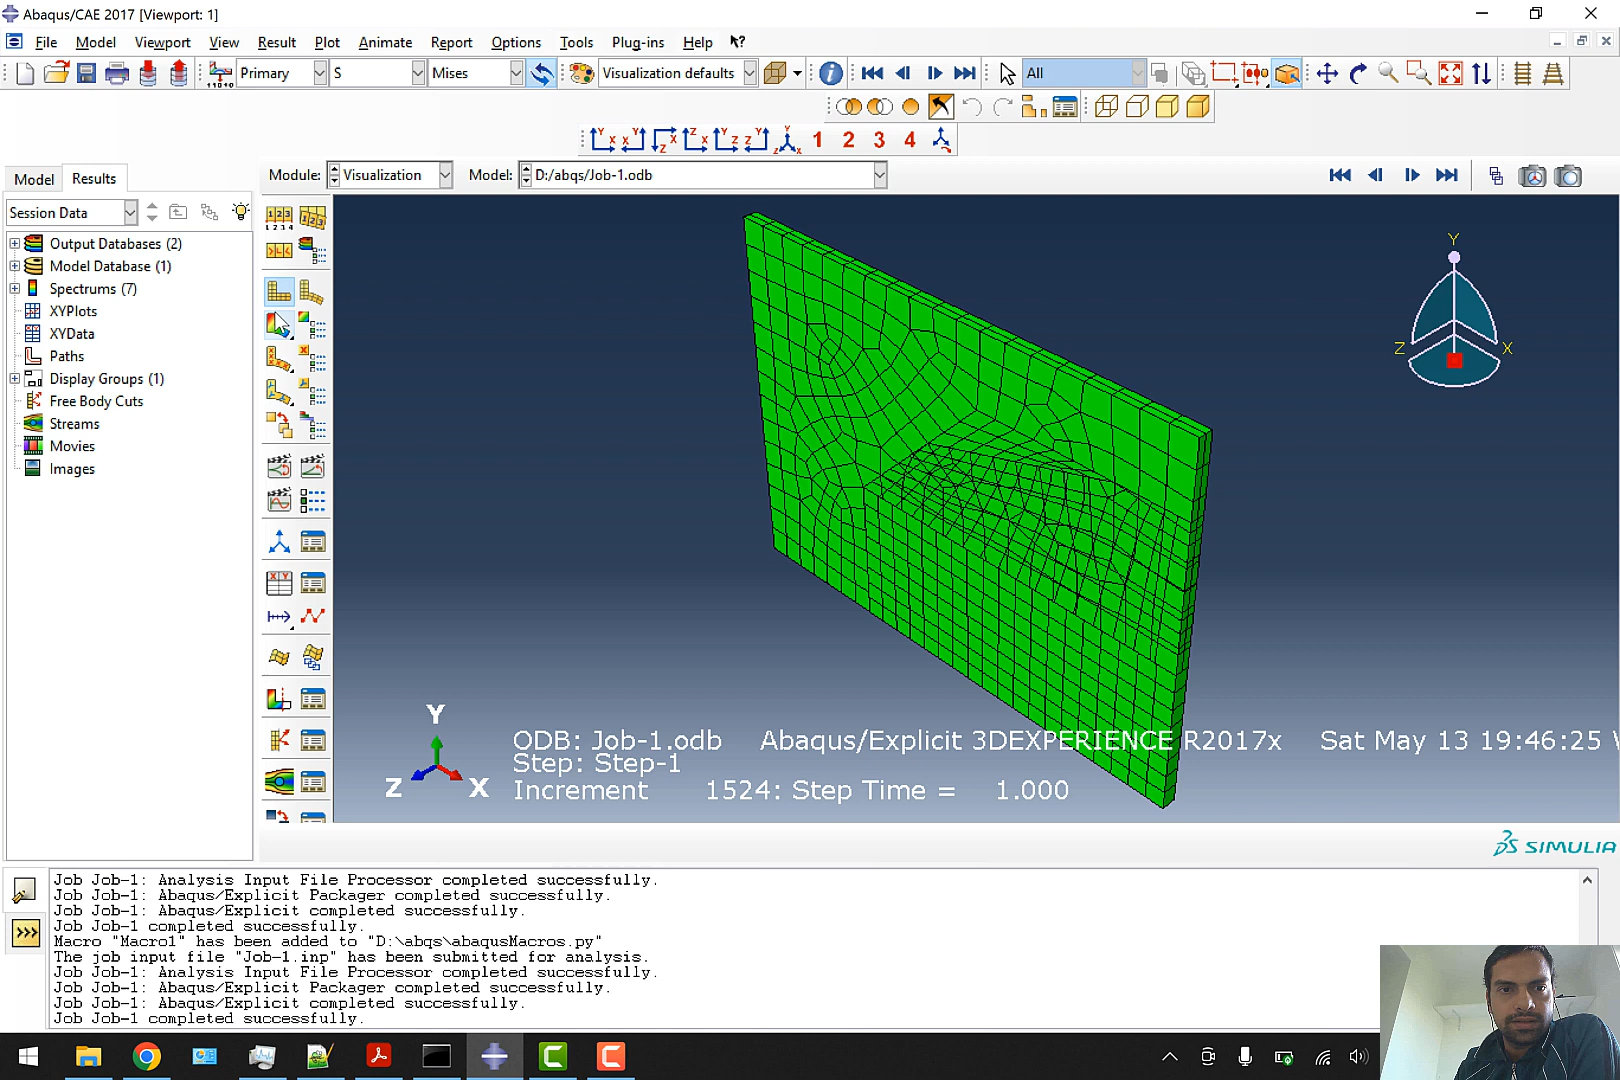 Abaqus/CAE 2017 [Viewport: 1]
File Model Viewport View Result Plot Animate Report Options Tools Plug-ins Help
Primary S Mises Visualization defaults All
1 2 3 4
Model Results Module: Visualization Model: D:/abqs/Job-1.odb
Session Data
Output Databases (2)
Model Database (1)
Spectrums (7)
XYPlots
XYData
Paths
Display Groups (1)
Free Body Cuts
Streams
Movies
Images
Y
Z X
Y
Z X
ODB: Job-1.odb Abaqus/Explicit 3DEXPERIENCE R2017x Sat May 13 19:46:25
Step: Step-1
Increment 1524: Step Time = 1.000
SIMULIA
Job Job-1: Analysis Input File Processor completed successfully.
Job Job-1: Abaqus/Explicit Packager completed successfully.
Job Job-1: Abaqus/Explicit completed successfully.
Job Job-1 completed successfully.
Macro "Macro1" has been added to "D:\abqs\abaqusMacros.py"
The job input file "Job-1.inp" has been submitted for analysis.
Job Job-1: Analysis Input File Processor completed successfully.
Job Job-1: Abaqus/Explicit Packager completed successfully.
Job Job-1: Abaqus/Explicit completed successfully.
Job Job-1 completed successfully.